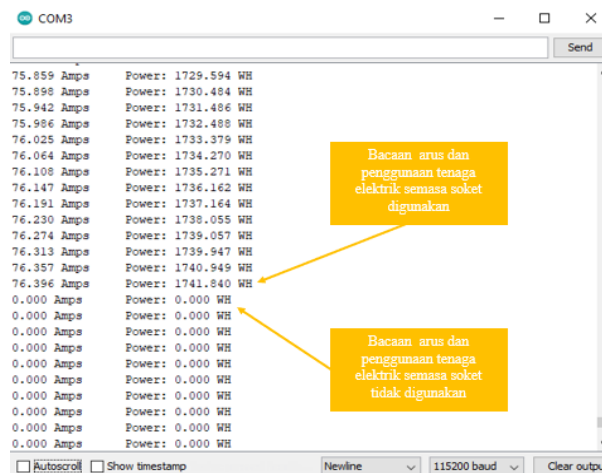 COM3
Send
75.859 Amps Power: 1729.594 WH
75.898 Amps Power: 1730.484 WH
75.942 Amps Power: 1731.486 WH
75.986 Amps Power: 1732.488 WH
76.025 Amps Power: 1733.379 WH
76.064 Amps Power: 1734.270 WH
76.108 Amps Power: 1735.271 WH
76.147 Amps Power: 1736.162 WH
76.191 Amps Power: 1737.164 WH
76.230 Amps Power: 1738.055 WH
76.274 Amps Power: 1739.057 WH
76.313 Amps Power: 1739.947 WH
76.357 Amps Power: 1740.949 WH
76.396 Amps Power: 1741.840 WH
0.000 Amps Power: 0.000 WH
0.000 Amps Power: 0.000 WH
0.000 Amps Power: 0.000 WH
0.000 Amps Power: 0.000 WH
0.000 Amps Power: 0.000 WH
0.000 Amps Power: 0.000 WH
0.000 Amps Power: 0.000 WH
0.000 Amps Power: 0.000 WH
0.000 Amps Power: 0.000 WH
0.000 Amps Power: 0.000 WH
Bacaan arus dan
penggunaan tenaga
elektrik semasa soket
digunakan
Bacaan arus dan
penggunaan tenaga
elektrik semasa soket
tidak digunakan
Autoscroll Show timestamp Newline 115200 baud Clear outpu